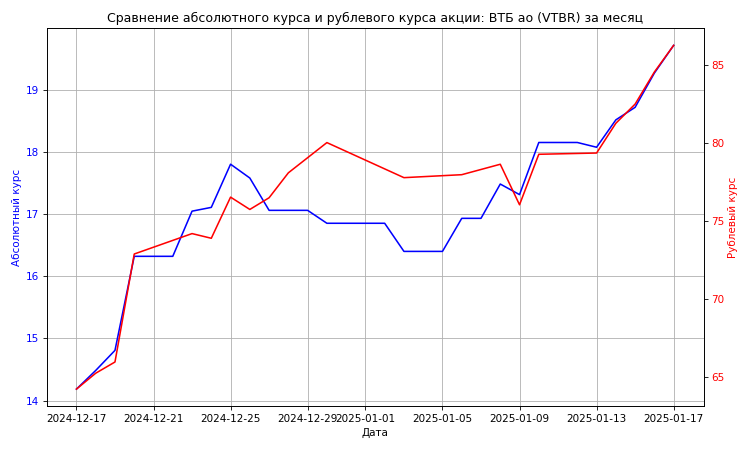 Сравнение абсолютного курса и рублевого курса акции: ВТБ ао (VTBR) за месяц
Абсолютный курс
19
18
17
16
15
14
85
80
75
70
65
Рублевый курс
2024-12-17 2024-12-21 2024-12-25 2024-12-29 2025-01-01 2025-01-05 2025-01-09 2025-01-13 2025-01-17
Дата